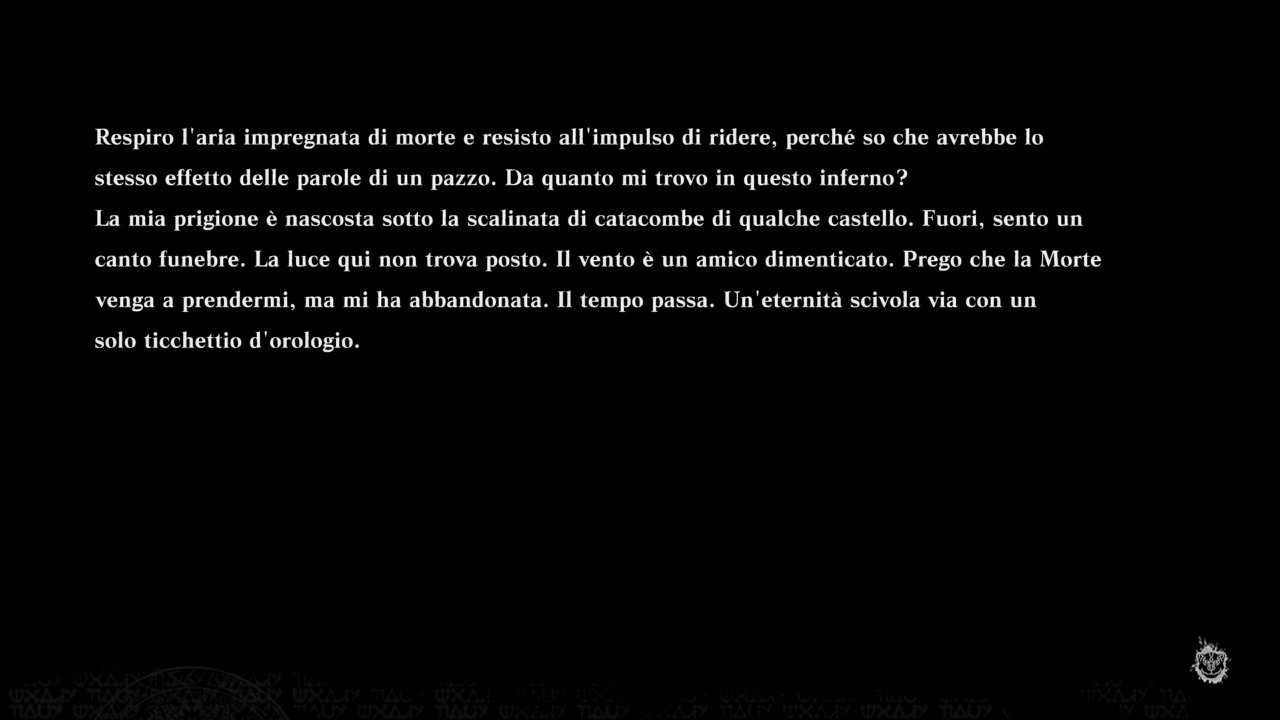 Respiro l'aria impregnata di morte e resisto all'impulso di ridere, perché so che avrebbe lo
stesso effetto delle parole di un pazzo. Da quanto mi trovo in questo inferno?
La mia prigione è nascosta sotto la scalinata di catacombe di qualche castello. Fuori, sento un
canto funebre. La luce qui non trova posto. Il vento è un amico dimenticato. Prego che la Morte
venga a prendermi, ma mi ha abbandonata. Il tempo passa. Un'eternità scivola via con un
solo ticchettio d'orologio.